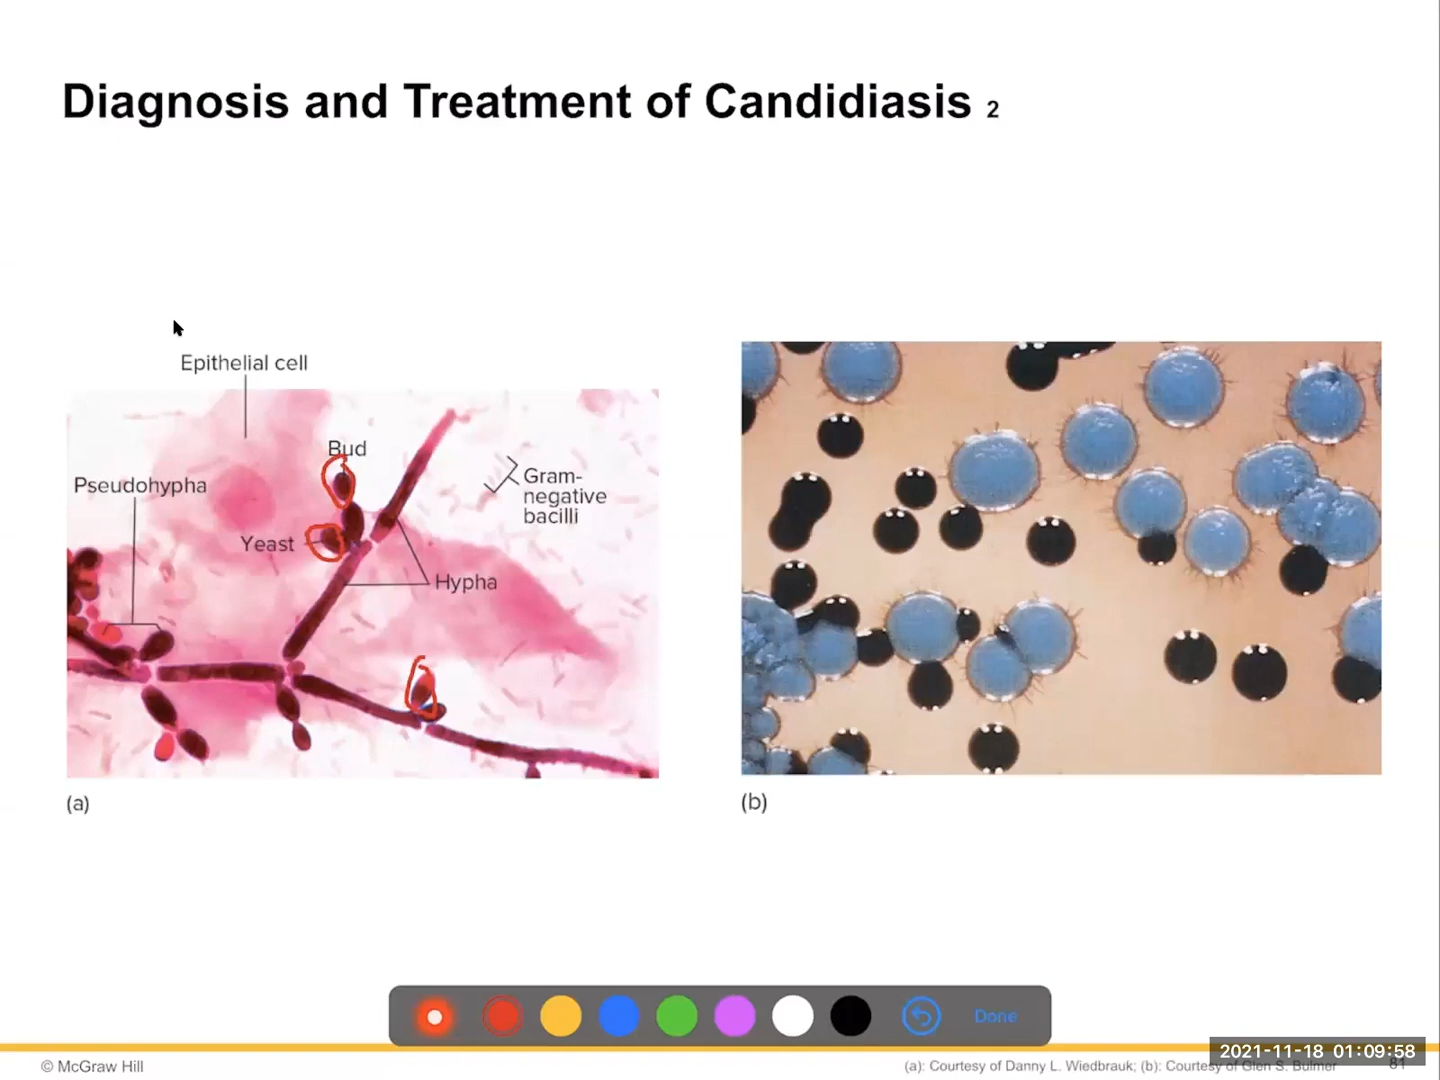 Diagnosis and Treatment of Candidiasis 2
Epithelial cell
Bud
Pseudohypha
Gram-
negative
bacilli
Yeast
Hypha
(a)
(b)
Done
2021-11-18 01:09:58
© McGraw Hill
(a): Courtesy of Danny L. Wiedbrauk; (b): Courtesy of Glen S. Bulmer
81